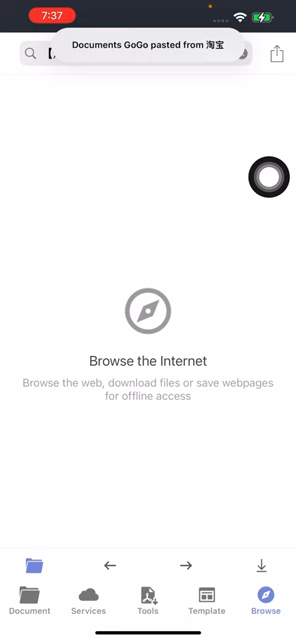 7:37
Documents GoGo pasted from 淘宝
【
Browse the Internet
Browse the web, download files or save webpages
for offline access
Document Services Tools Template Browse